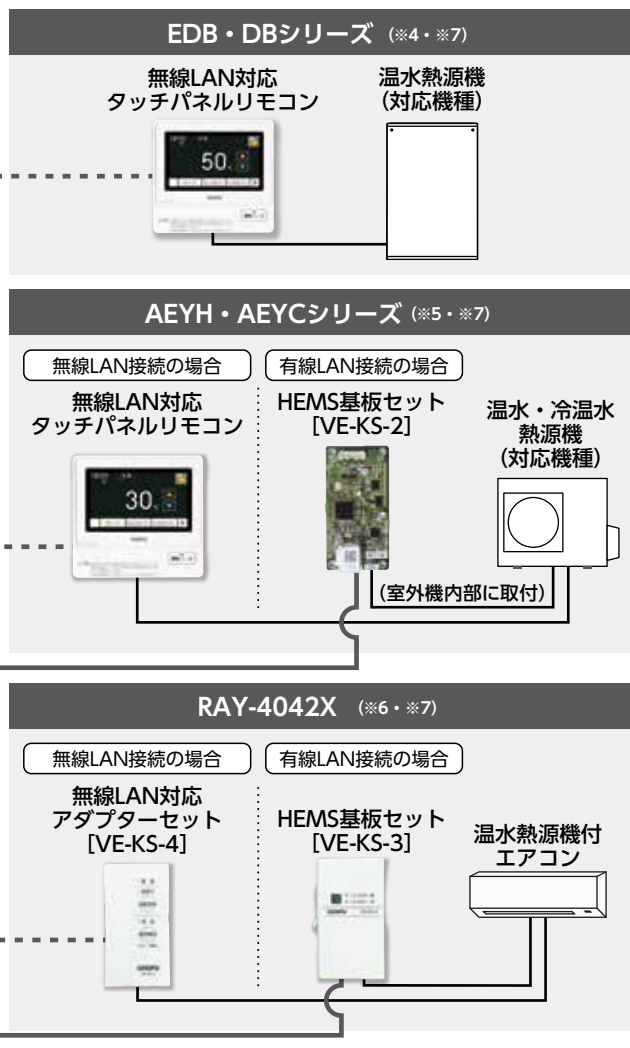 EDB・DBシリーズ (※4・※7)
無線LAN対応
タッチパネルリモコン
温水熱源機
(対応機種)
50
AEYH・AEYCシリーズ (※5・※7)
無線LAN接続の場合
有線LAN接続の場合
無線LAN対応
タッチパネルリモコン
HEMS基板セット
[VE-KS-2]
温水・冷温水
熱源機
(対応機種)
30
(室外機内部に取付)
RAY-4042X (※6・※7)
無線LAN接続の場合
有線LAN接続の場合
無線LAN対応
アダプターセット
[VE-KS-4]
HEMS基板セット
[VE-KS-3]
温水熱源機付
エアコン